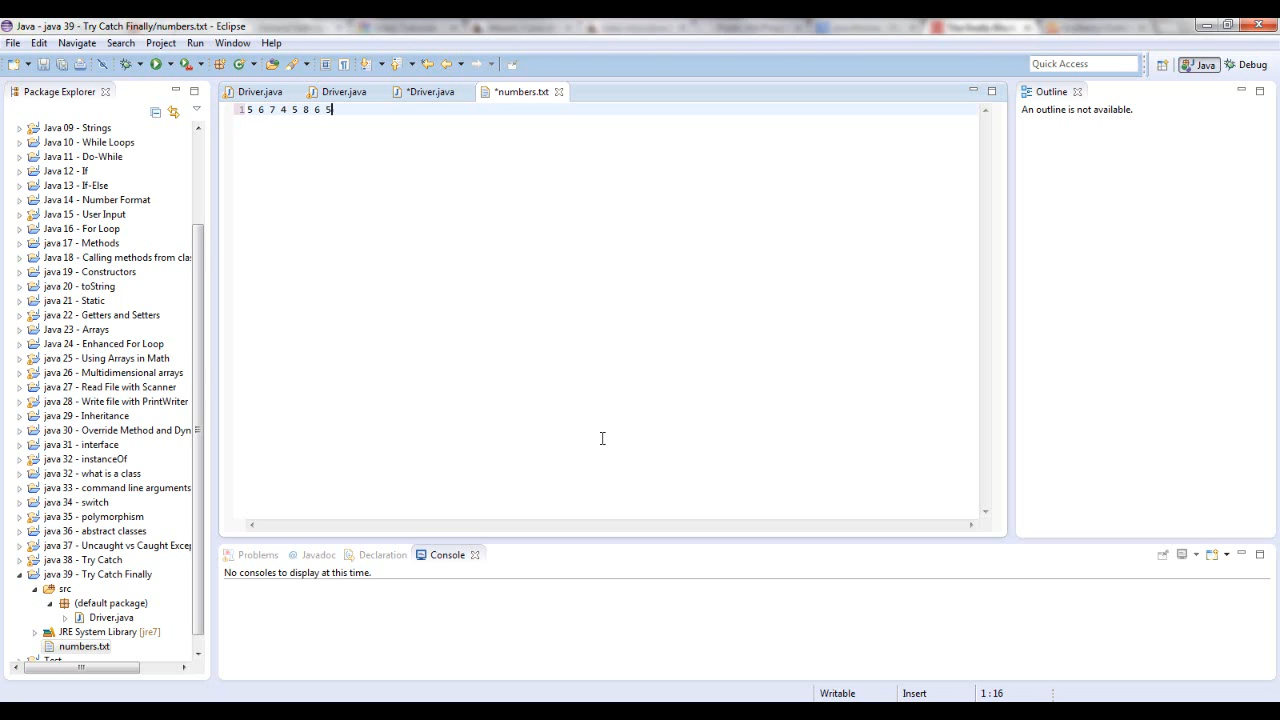 Java - java 39 - Try Catch Finally/numbers.txt - Eclipse
File Edit Navigate Search Project Run Window Help
Quick Access
Java
Debug
Package Explorer
Driver.java
Driver.java
*Driver.java
*numbers.txt
Outline
1 5 6 7 4 5 8 6 5
An outline is not available.
Java 09 - Strings
Java 10 - While Loops
Java 11 - Do-While
Java 12 - If
Java 13 - If-Else
Java 14 - Number Format
Java 15 - User Input
Java 16 - For Loop
java 17 - Methods
Java 18 - Calling methods from clas
java 19 - Constructors
java 20 - toString
java 21 - Static
java 22 - Getters and Setters
Java 23 - Arrays
Java 24 - Enhanced For Loop
java 25 - Using Arrays in Math
java 26 - Multidimensional arrays
java 27 - Read File with Scanner
java 28 - Write file with PrintWriter
java 29 - Inheritance
java 30 - Override Method and Dyn
java 31 - interface
java 32 - instanceOf
java 32 - what is a class
java 33 - command line arguments
java 34 - switch
java 35 - polymorphism
java 36 - abstract classes
java 37 - Uncaught vs Caught Excep
java 38 - Try Catch
java 39 - Try Catch Finally
src
(default package)
Driver.java
JRE System Library [jre7]
numbers.txt
Test
Problems
@ Javadoc
Declaration
Console
No consoles to display at this time.
Writable
Insert
1 : 16